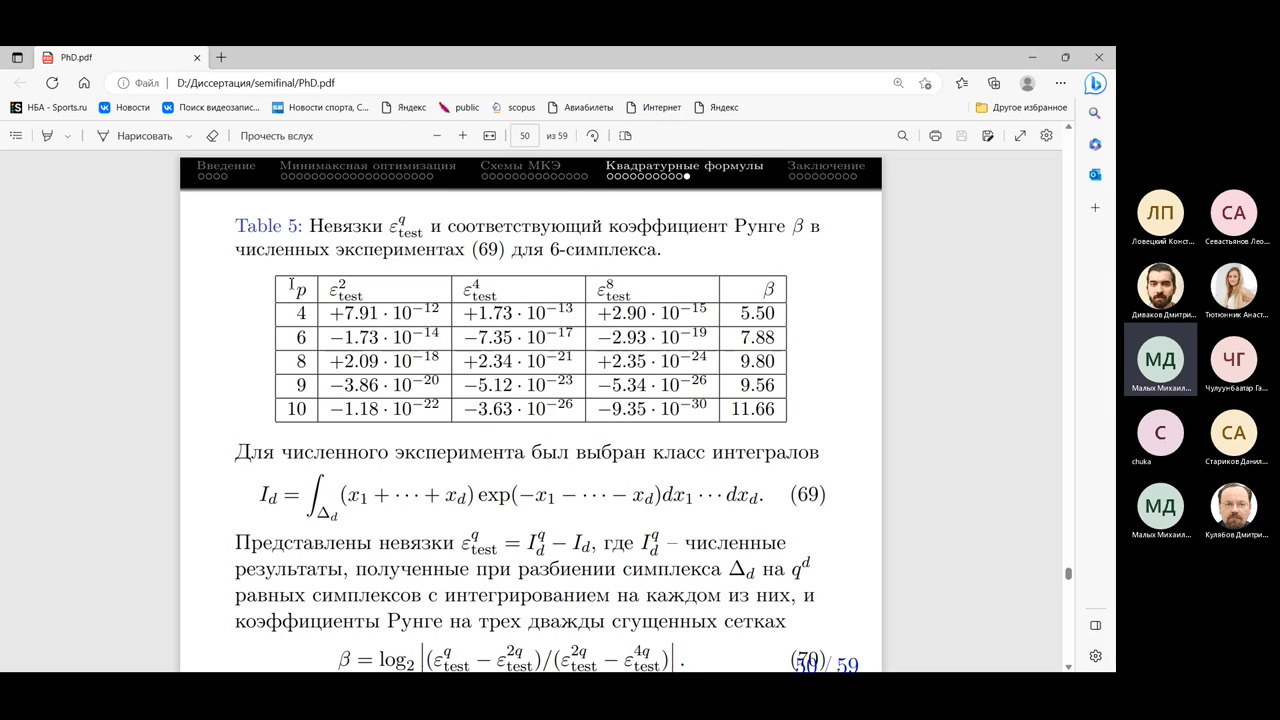 PhD.pdf
Файл D:/Диссертация/semifinal/PhD.pdf
НБА - Sports.ru Новости Поиск видеозапис... Новости спорта, С... Яндекс public scopus Авиабилеты Интернет Яндекс Другое избранное
Нарисовать Прочесть вслух 50 из 59
Введение Минимаксная оптимизация Схемы МКЭ Квадратурные формулы Заключение
Table 5: Невязки ε^q_test и соответствующий коэффициент Рунге β в
численных экспериментах (69) для 6-симплекса.
p ε^2_test ε^4_test ε^8_test β
4 +7.91 · 10^−12 +1.73 · 10^−13 +2.90 · 10^−15 5.50
6 −1.73 · 10^−14 −7.35 · 10^−17 −2.93 · 10^−19 7.88
8 +2.09 · 10^−18 +2.34 · 10^−21 +2.35 · 10^−24 9.80
9 −3.86 · 10^−20 −5.12 · 10^−23 −5.34 · 10^−26 9.56
10 −1.18 · 10^−22 −3.63 · 10^−26 −9.35 · 10^−30 11.66
Для численного эксперимента был выбран класс интегралов
I_d = ∫_Δ_d (x_1 + ··· + x_d) exp(−x_1 − ··· − x_d)dx_1 ··· dx_d. (69)
Представлены невязки ε^q_test = I^q_d − I_d, где I^q_d – численные
результаты, полученные при разбиении симплекса Δ_d на q^d
равных симплексов с интегрированием на каждом из них, и
коэффициенты Рунге на трех дважды сгущенных сетках
β = log_2 |(ε^q_test − ε^2q_test)/(ε^2q_test − ε^4q_test)|. (70)
50 / 59
ЛП СА
Ловецкий Конст... Севастьянов Лео...
Диваков Дмитри... Тютюнник Анаст...
МД ЧГ
Малых Михаил... Чулуунбаатар Га...
С СА
chuka Стариков Данил...
МД
Малых Михаил... Кулябов Дмитри...